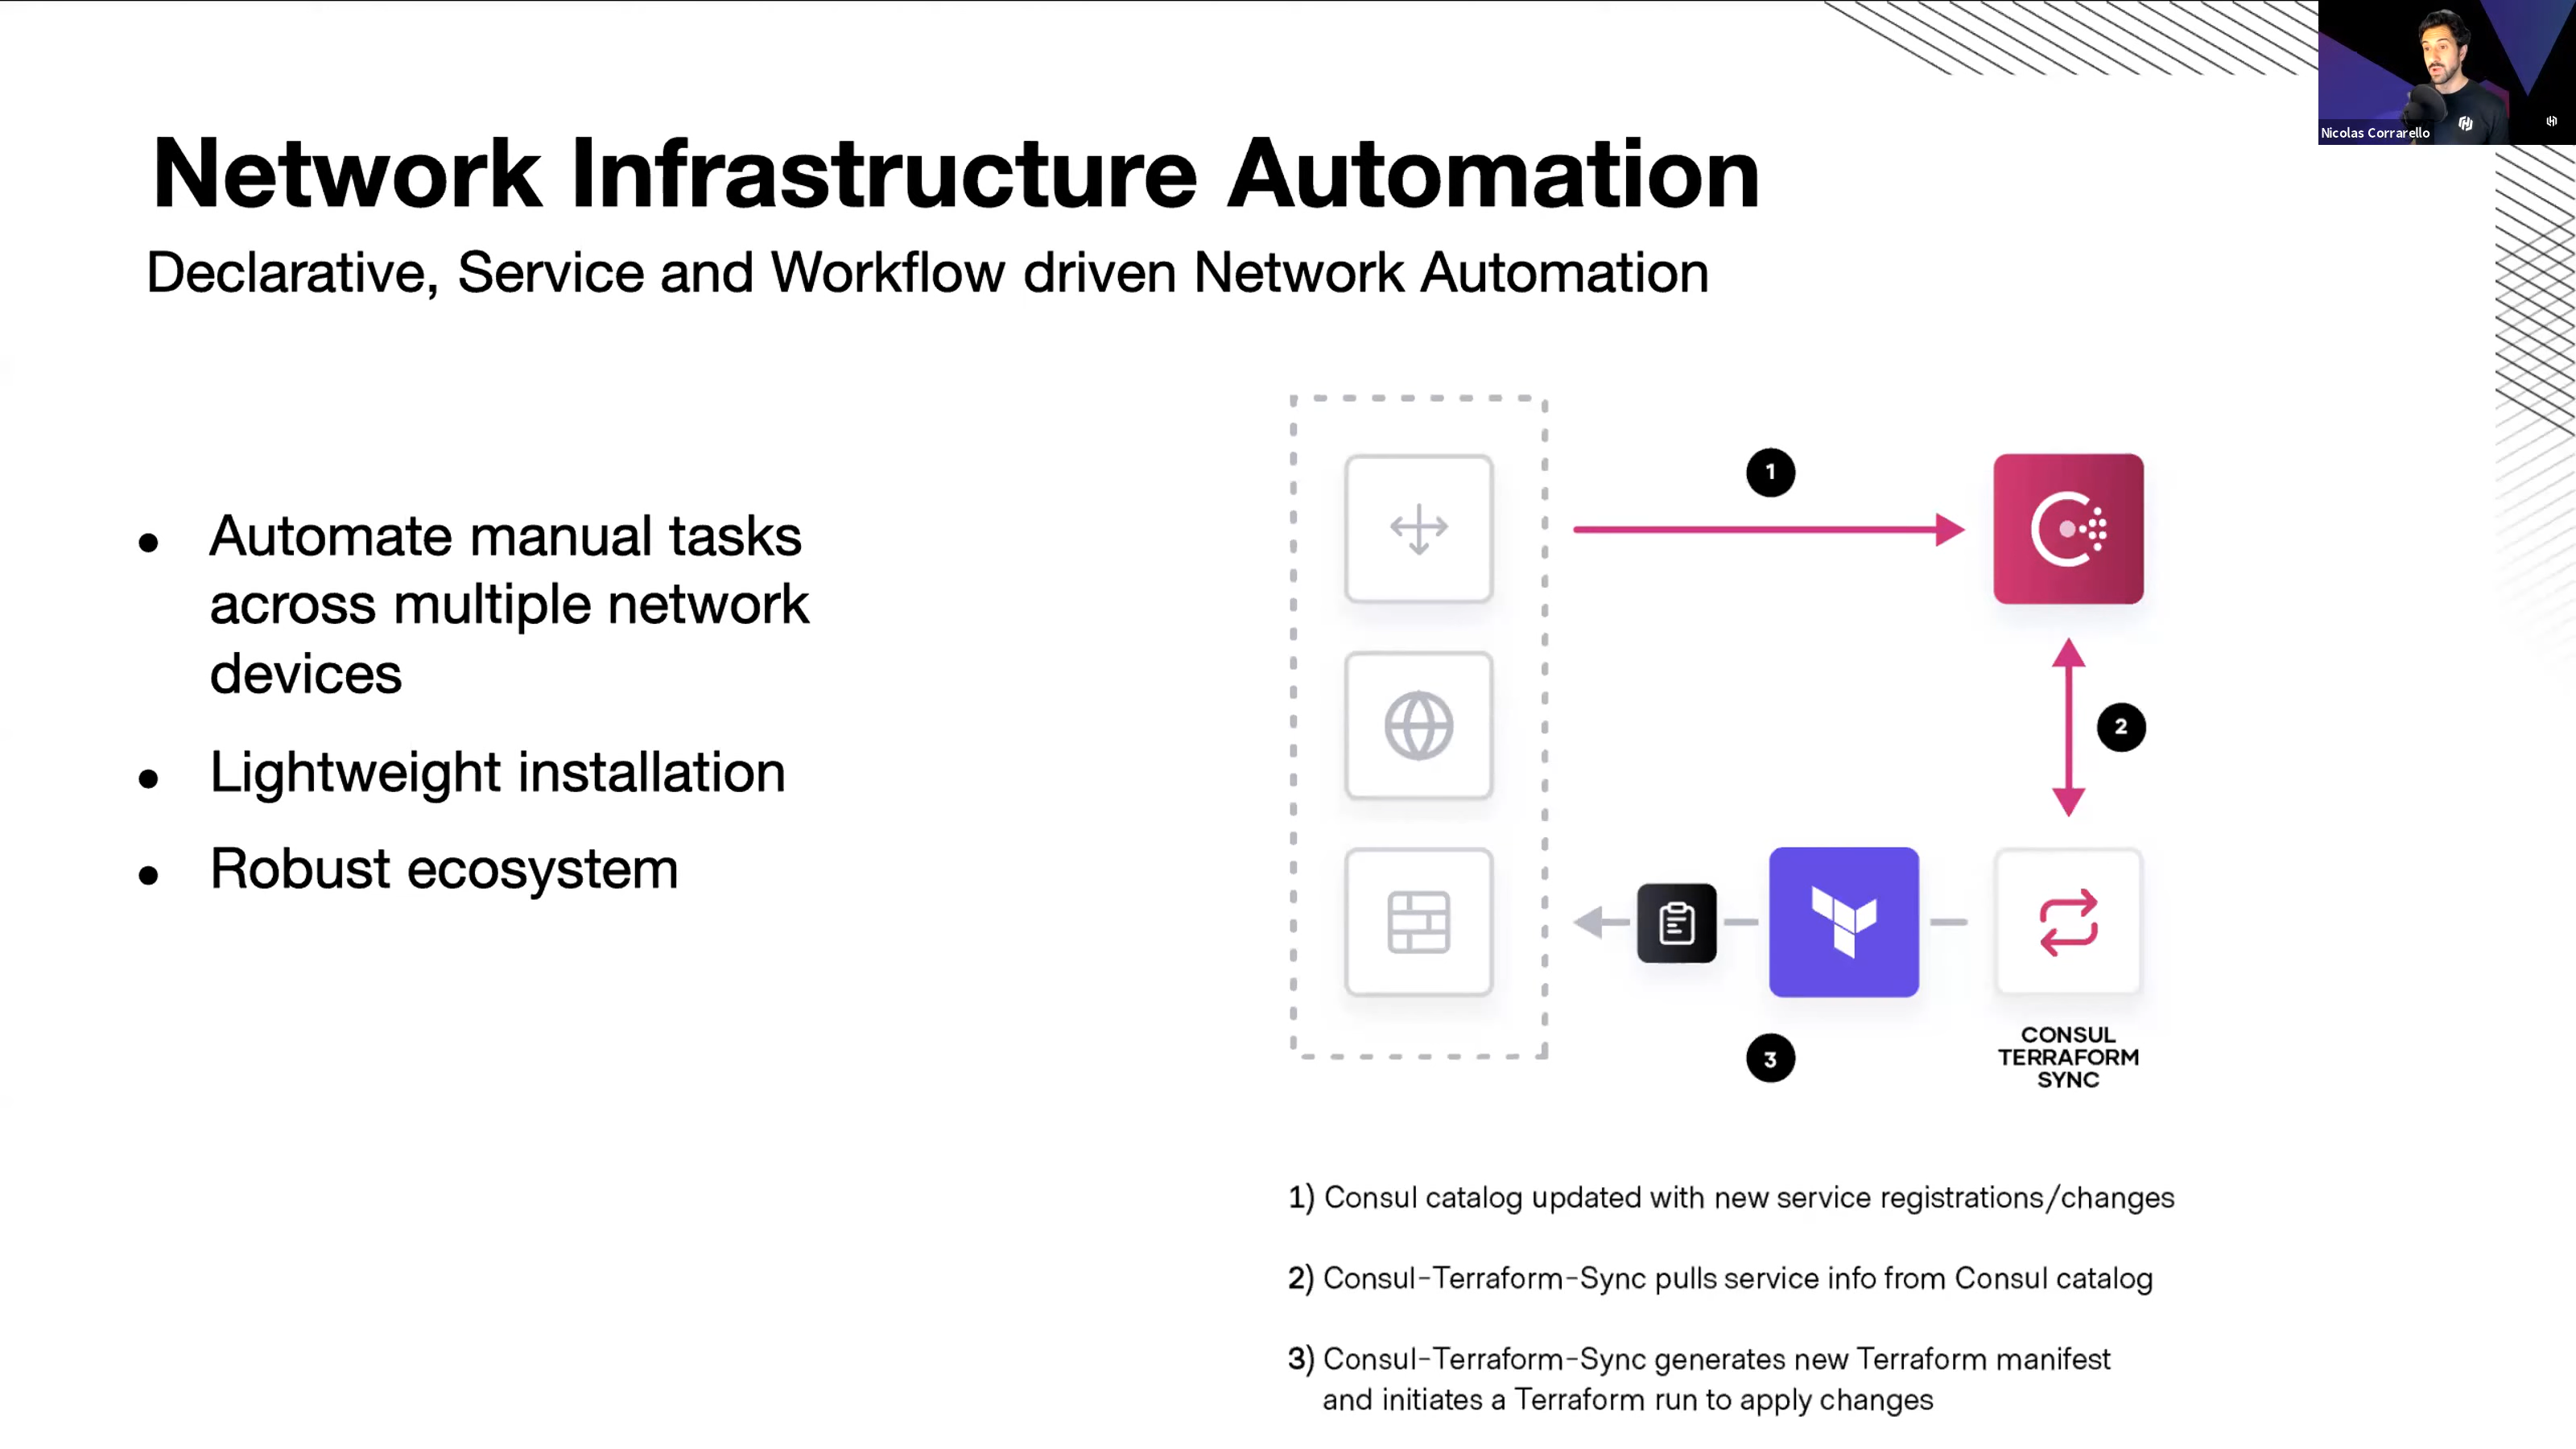 Nicolas Corrarello
Network Infrastructure Automation
Declarative, Service and Workflow driven Network Automation
● Automate manual tasks
across multiple network
devices
● Lightweight installation
● Robust ecosystem
1
2
3
CONSUL
TERRAFORM
SYNC
1) Consul catalog updated with new service registrations/changes
2) Consul-Terraform-Sync pulls service info from Consul catalog
3) Consul-Terraform-Sync generates new Terraform manifest
and initiates a Terraform run to apply changes